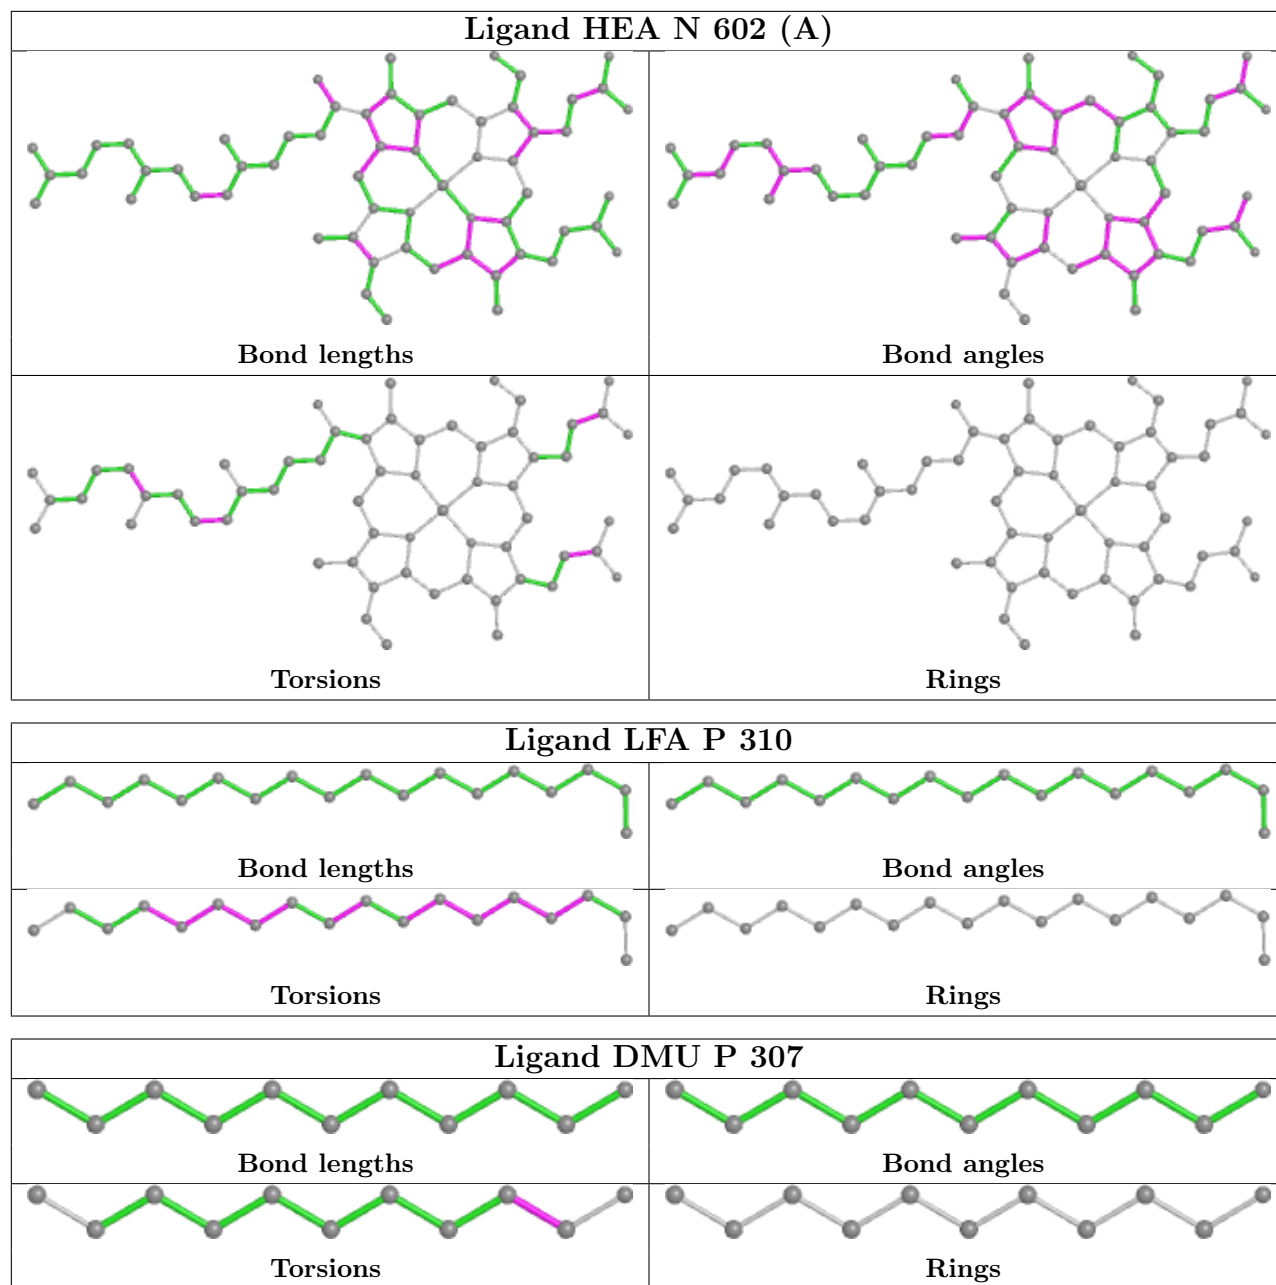 Ligand HEA N 602 (A)
Bond lengths
Bond angles
Torsions
Rings
Ligand LFA P 310
Bond lengths
Bond angles
Torsions
Rings
Ligand DMU P 307
Bond lengths
Bond angles
Torsions
Rings